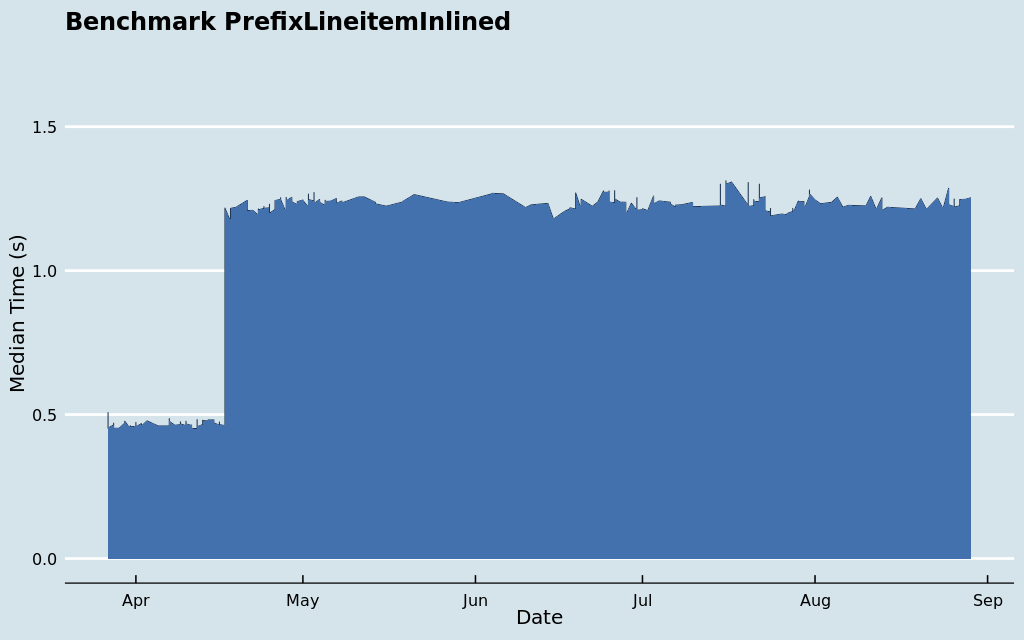 Benchmark PrefixLineitemInlined
Median Time (s)
1.5
1.0
0.5
0.0
Apr May Jun Jul Aug Sep
Date